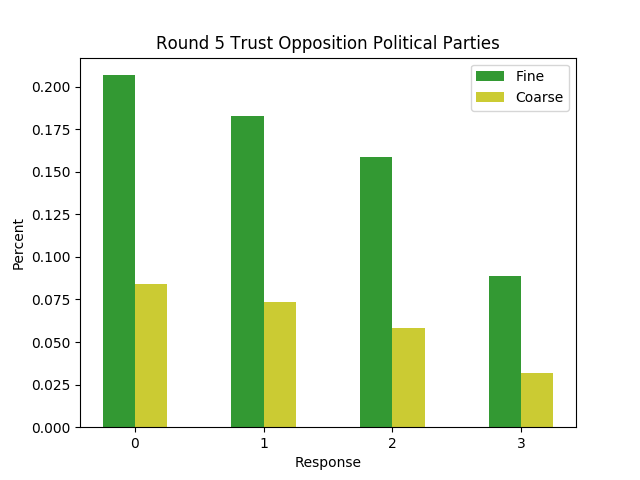 Round 5 Trust Opposition Political Parties
Fine
Coarse
0.200
0.175
0.150
0.125
0.100
0.075
0.050
0.025
0.000
Percent
0 1 2 3
Response